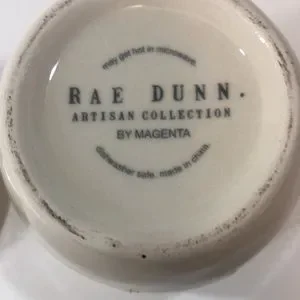 may get hot in microwave.
RAE DUNN.
ARTISAN COLLECTION
BY MAGENTA
dishwasher safe. made in china.